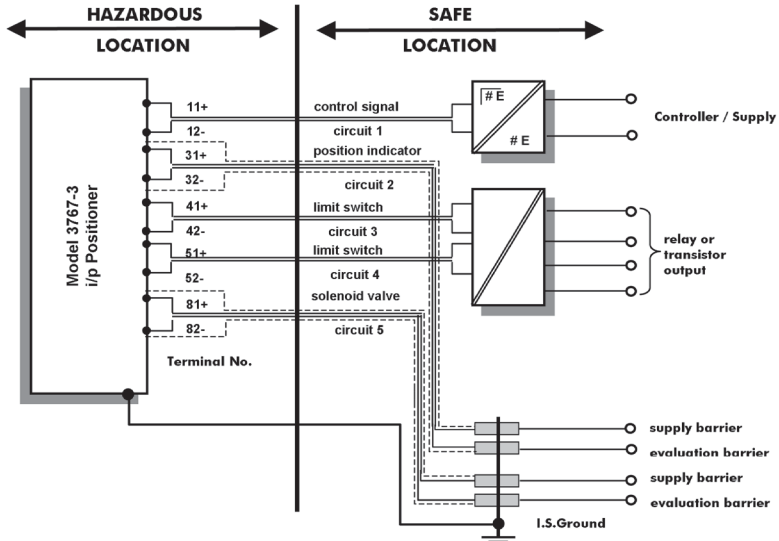 HAZARDOUS
LOCATION
SAFE
LOCATION
Model 3767-3
i/p Positioner
11+
control signal
12-
circuit 1
31+
position indicator
32-
circuit 2
41+
limit switch
42-
circuit 3
51+
limit switch
52-
circuit 4
81+
solenoid valve
82-
circuit 5
Terminal No.
# E
# E
Controller / Supply
relay or
transistor
output
supply barrier
evaluation barrier
supply barrier
evaluation barrier
I.S.Ground